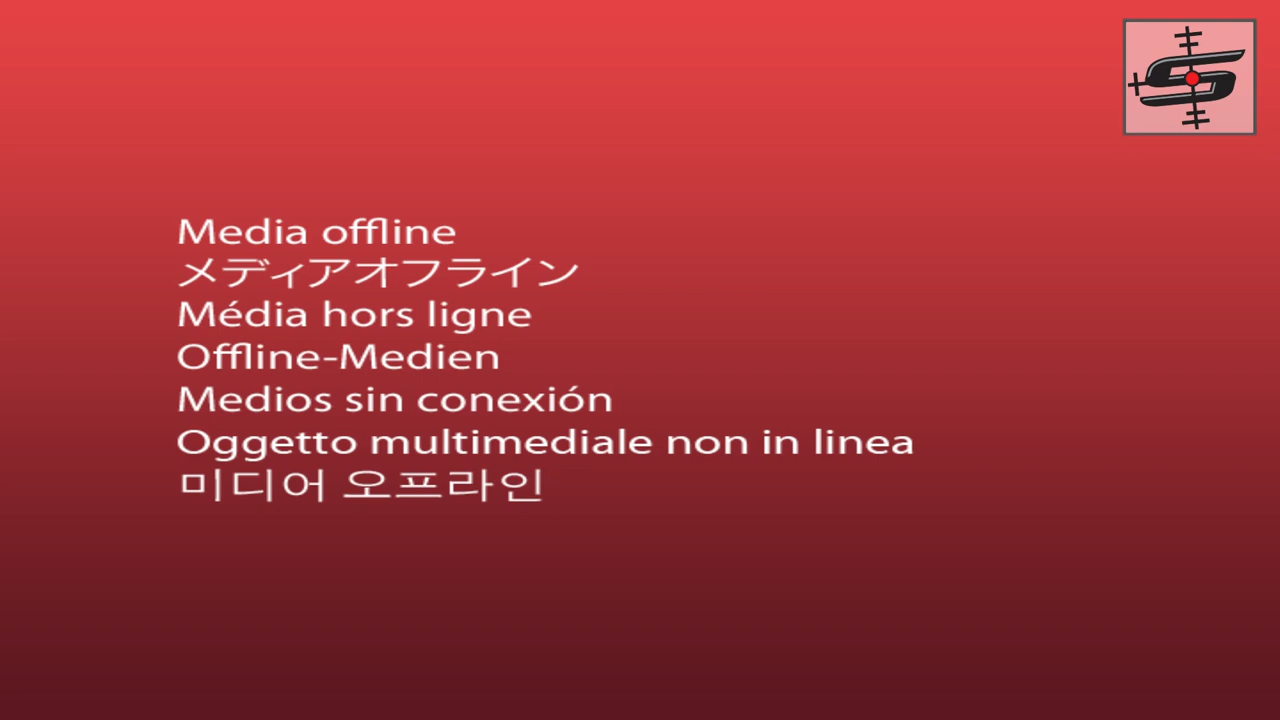 Media offline
メディアオフライン
Média hors ligne
Offline-Medien
Medios sin conexión
Oggetto multimediale non in linea
미디어 오프라인